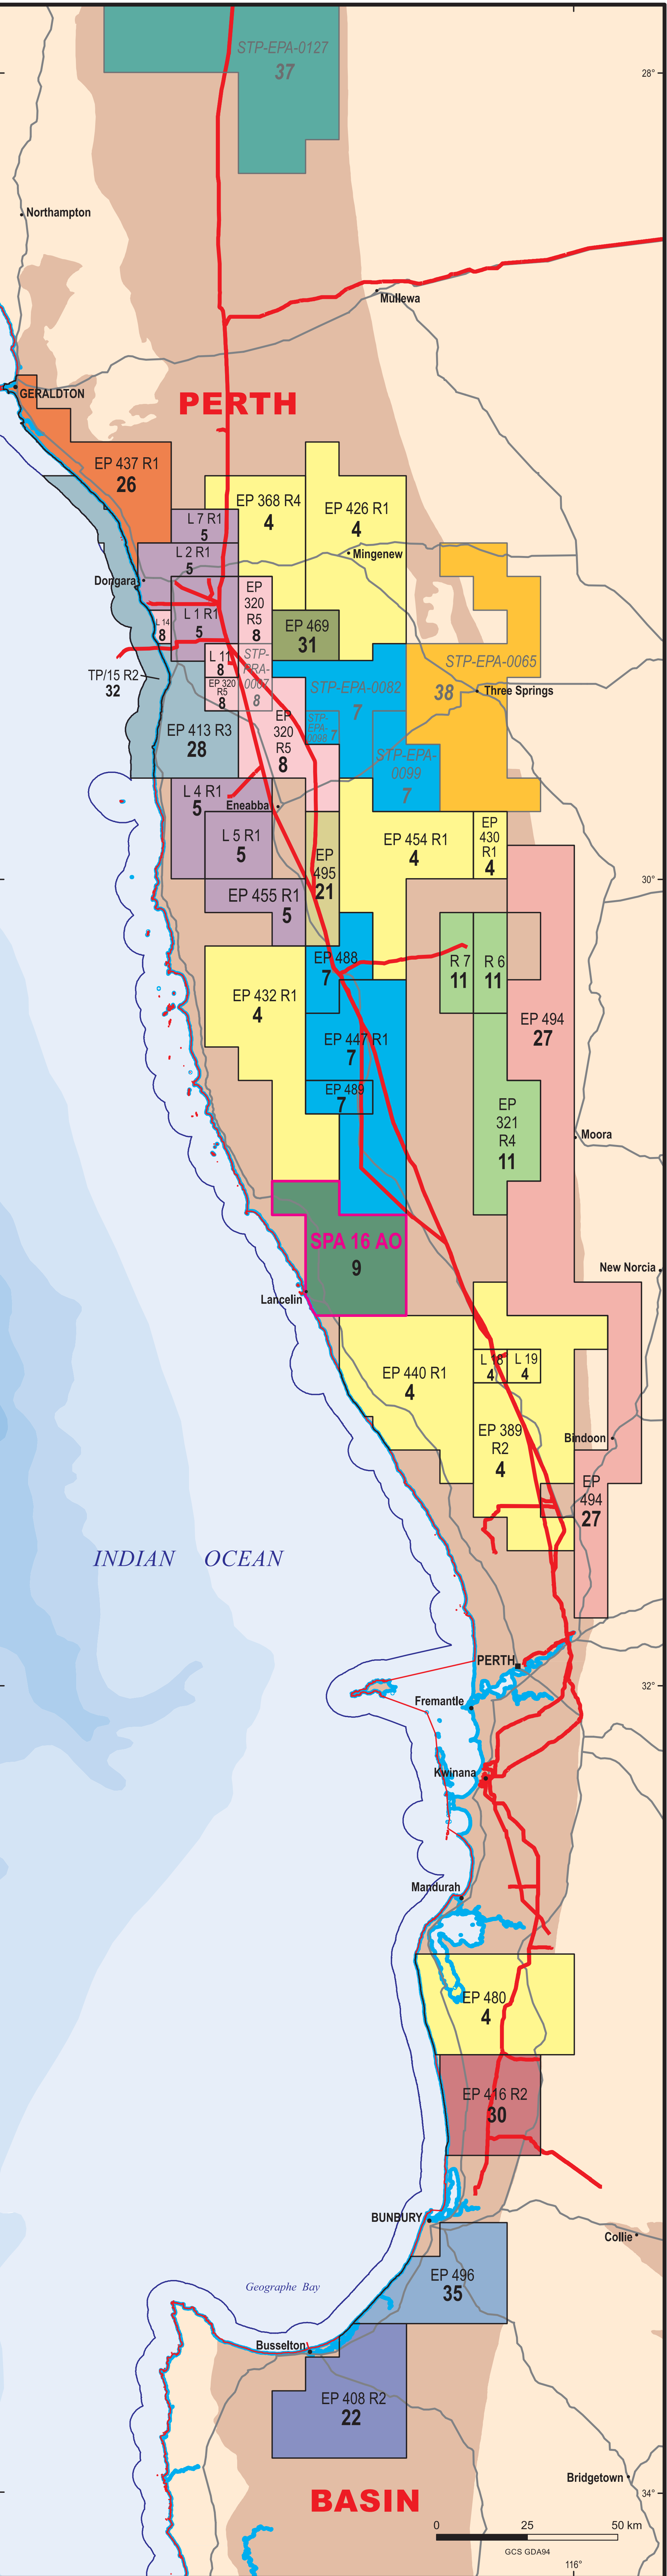 STP-EPA-0127
37
28°
Northampton
Mullewa
GERALDTON
PERTH
EP 437 R1
26
EP 368 R4
4
EP 426 R1
4
L 7 R1
5
L 2 R1
5
Mingenew
Dongara
EP
320
R5
8
L 14
8
L 1 R1
5
EP 469
31
L 11
8
STP-
PRA-
0007
8
EP 320
R5
8
TP/15 R2
32
STP-EPA-0082
7
STP-EPA-0065
38
Three Springs
EP 413 R3
28
EP
320
R5
8
STP-
EPA-
0098
7
STP-EPA-
0099
7
L 4 R1
5
Eneabba
L 5 R1
5
EP
495
21
EP 454 R1
4
EP
430
R1
4
30°
EP 455 R1
5
EP 488
7
R 7
11
R 6
11
EP 432 R1
4
EP 494
27
EP 447 R1
7
EP 489
7
EP
321
R4
11
Moora
SPA 16 AO
9
New Norcia
Lancelin
L 18
4
L 19
4
EP 440 R1
4
EP 389
R2
4
Bindoon
EP
494
27
INDIAN OCEAN
PERTH
32°
Fremantle
Kwinana
Mandurah
EP 480
4
EP 416 R2
30
BUNBURY
Collie
EP 496
35
Geographe Bay
Busselton
EP 408 R2
22
Bridgetown
34°
BASIN
0 25 50 km
GCS GDA94
116°